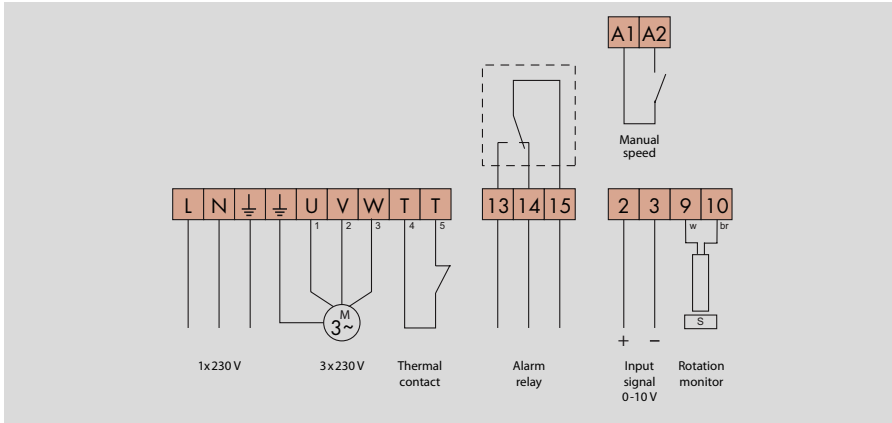 A1 A2
Manual
speed
L N U V W T T
1 2 3 4 5
13 14 15
2 3 9 10
w br
M
3~
S
+ −
1x230 V
3x230 V
Thermal
contact
Alarm
relay
Input
signal
0-10 V
Rotation
monitor